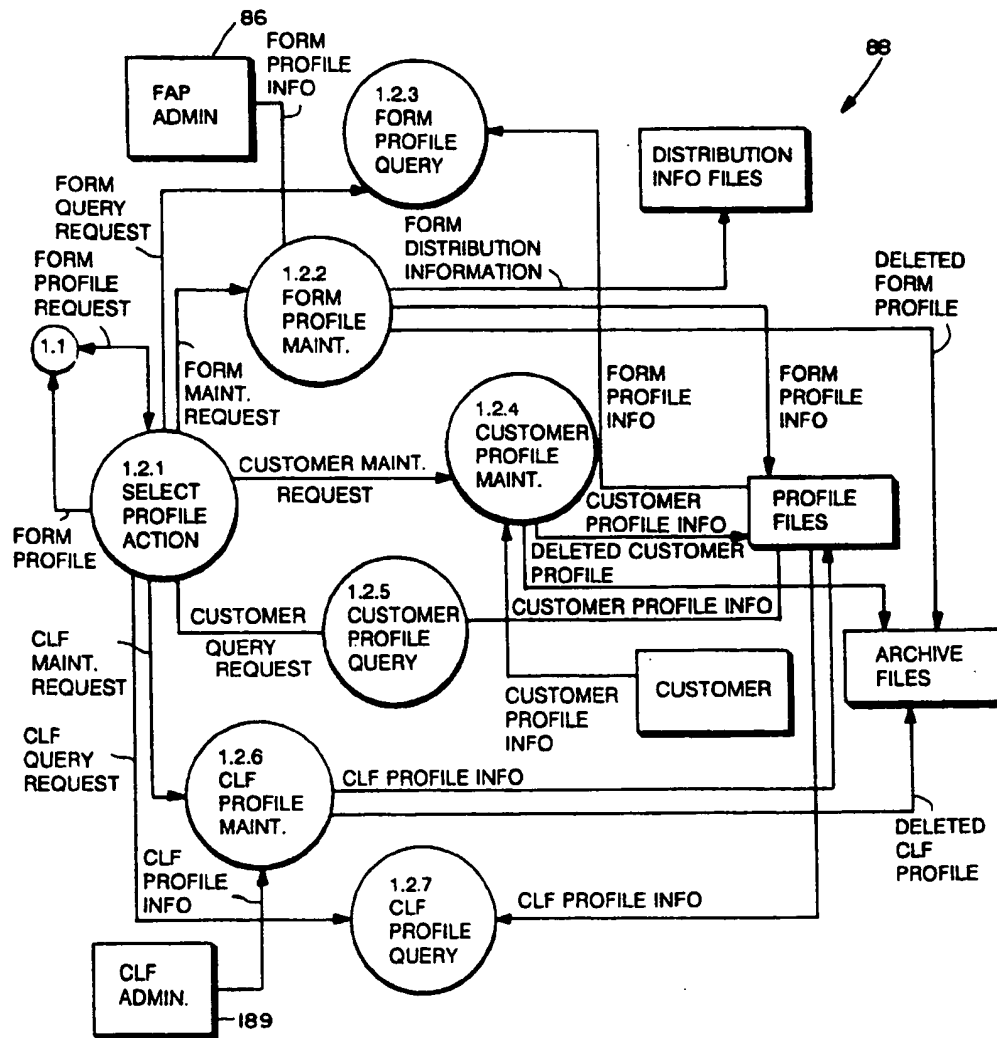 86
FAP
ADMIN
FORM
PROFILE
INFO
88
1.2.3
FORM
PROFILE
QUERY
DISTRIBUTION
INFO FILES
FORM
QUERY
REQUEST
FORM
DISTRIBUTION
INFORMATION
DELETED
FORM
PROFILE
FORM
PROFILE
REQUEST
1.2.2
FORM
PROFILE
MAINT.
1.1
FORM
MAINT.
REQUEST
FORM
PROFILE
INFO
FORM
PROFILE
INFO
1.2.4
CUSTOMER
PROFILE
MAINT.
1.2.1
SELECT
PROFILE
ACTION
CUSTOMER MAINT.
REQUEST
FORM
PROFILE
PROFILE
FILES
CUSTOMER
PROFILE INFO
DELETED CUSTOMER
PROFILE
CUSTOMER PROFILE INFO
1.2.5
CUSTOMER
PROFILE
QUERY
CUSTOMER
QUERY
REQUEST
CLF
MAINT.
REQUEST
ARCHIVE
FILES
CUSTOMER
CUSTOMER
PROFILE
INFO
CLF
QUERY
REQUEST
1.2.6
CLF
PROFILE
MAINT.
CLF PROFILE INFO
DELETED
CLF
PROFILE
CLF
PROFILE
INFO
1.2.7
CLF
PROFILE
QUERY
CLF PROFILE INFO
CLF
ADMIN.
189